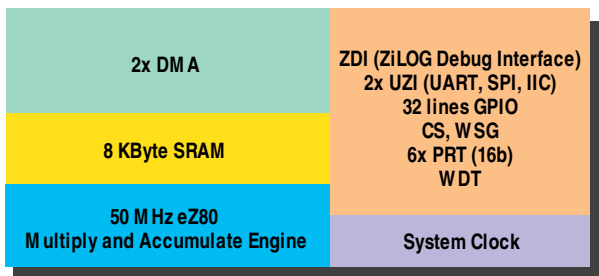 2x DMA
8 KByte SRAM
50 MHz eZ80
Multiply and Accumulate Engine
ZDI (ZiLOG Debug Interface)
2x UZI (UART, SPI, IIC)
32 lines GPIO
CS, WSG
6x PRT (16b)
WDT
System Clock